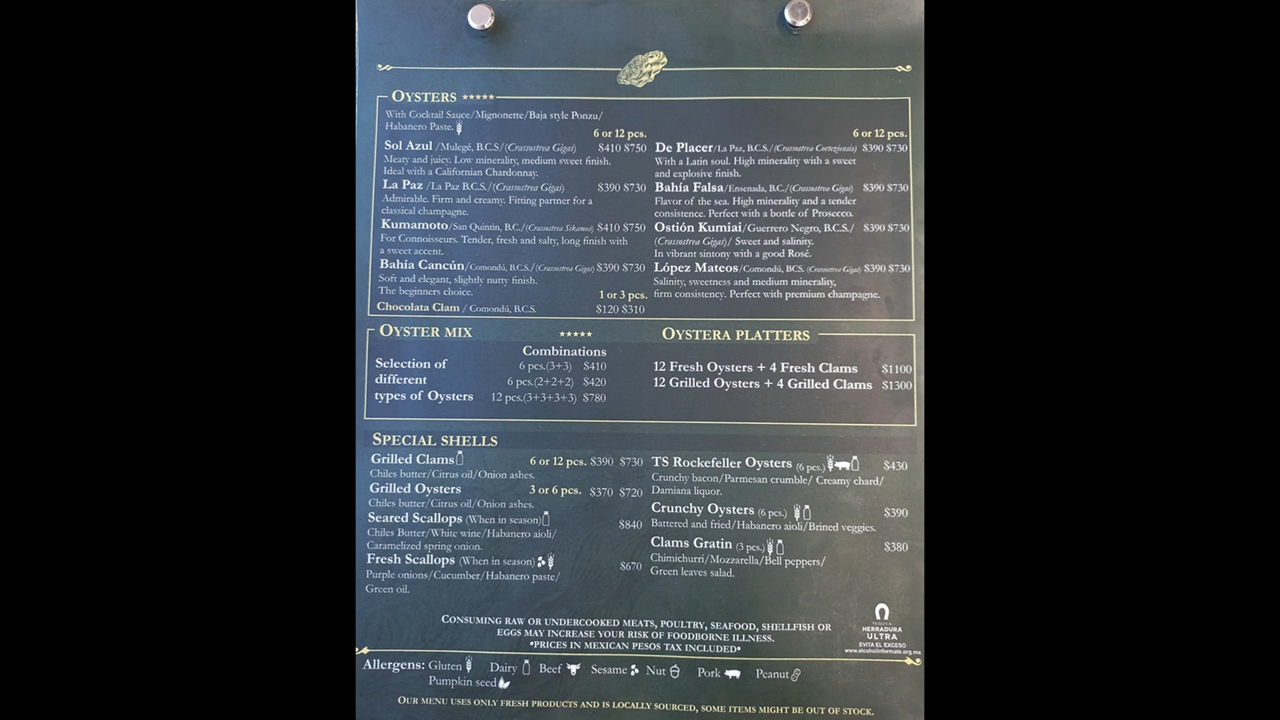 OYSTERS ★★★★★
With Cocktail Sauce/Mignonette/Baja style Ponzu/
Habanero Paste.
6 or 12 pcs.
Sol Azul /Mulegé, B.C.S/(Crassostrea Gigas) $410 $750
Meaty and juicy. Low minerality, medium sweet finish.
Ideal with a Californian Chardonnay.
La Paz /La Paz B.C.S./(Crassostrea Gigas) $390 $730
Admirable. Firm and creamy. Fitting partner for a
classical champagne.
Kumamoto/San Quintin, B.C./(Crassostrea Sikamea) $410 $750
For Connoisseurs. Tender, fresh and salty, long finish with
a sweet accent.
Bahía Cancún/Comondú, B.C.S./(Crassostrea Gigas) $390 $730
Soft and elegant, slightly nutty finish.
The beginners choice.
1 or 3 pcs.
Chocolata Clam / Comondú, B.C.S. $120 $310
6 or 12 pcs.
De Placer/La Paz, B.C.S./(Crassostrea Corteziensis) $390 $730
With a Latin soul. High minerality with a sweet
and explosive finish.
Bahía Falsa/Ensenada, B.C./(Crassostrea Gigas) $390 $730
Flavor of the sea. High minerality and a tender
consistence. Perfect with a bottle of Prosecco.
Ostión Kumiai/Guerrero Negro, B.C.S./ $390 $730
(Crassostrea Gigas)/ Sweet and salinity.
In vibrant sintony with a good Rosé.
López Mateos/Comondú, BCS. (Crassostrea Gigas) $390 $730
Salinity, sweetness and medium minerality,
firm consistency. Perfect with premium champagne.
OYSTER MIX ★★★★★
Combinations
Selection of
different
types of Oysters
6 pcs.(3+3) $410
6 pcs.(2+2+2) $420
12 pcs.(3+3+3+3) $780
OYSTERA PLATTERS
12 Fresh Oysters + 4 Fresh Clams $1100
12 Grilled Oysters + 4 Grilled Clams $1300
SPECIAL SHELLS
Grilled Clams 6 or 12 pcs. $390 $730
Chiles butter/Citrus oil/Onion ashes.
Grilled Oysters 3 or 6 pcs. $370 $720
Chiles butter/Citrus oil/Onion ashes.
Seared Scallops (When in season) $840
Chiles Butter/White wine/Habanero aioli/
Caramelized spring onion.
Fresh Scallops (When in season) $670
Purple onions/Cucumber/Habanero paste/
Green oil.
TS Rockefeller Oysters (6 pcs.) $430
Crunchy bacon/Parmesan crumble/ Creamy chard/
Damiana liquor.
Crunchy Oysters (6 pcs.) $390
Battered and fried/Habanero aioli/Brined veggies.
Clams Gratin (3 pcs.) $380
Chimichurri/Mozzarella/Bell peppers/
Green leaves salad.
CONSUMING RAW OR UNDERCOOKED MEATS, POULTRY, SEAFOOD, SHELLFISH OR
EGGS MAY INCREASE YOUR RISK OF FOODBORNE ILLNESS.
*PRICES IN MEXICAN PESOS TAX INCLUDED*
TEQUILA
HERRADURA
ULTRA
EVITA EL EXCESO
www.alcoholinformate.org.mx
Allergens: Gluten Dairy Beef Sesame Nut Pork Peanut
Pumpkin seed
OUR MENU USES ONLY FRESH PRODUCTS AND IS LOCALLY SOURCED, SOME ITEMS MIGHT BE OUT OF STOCK.